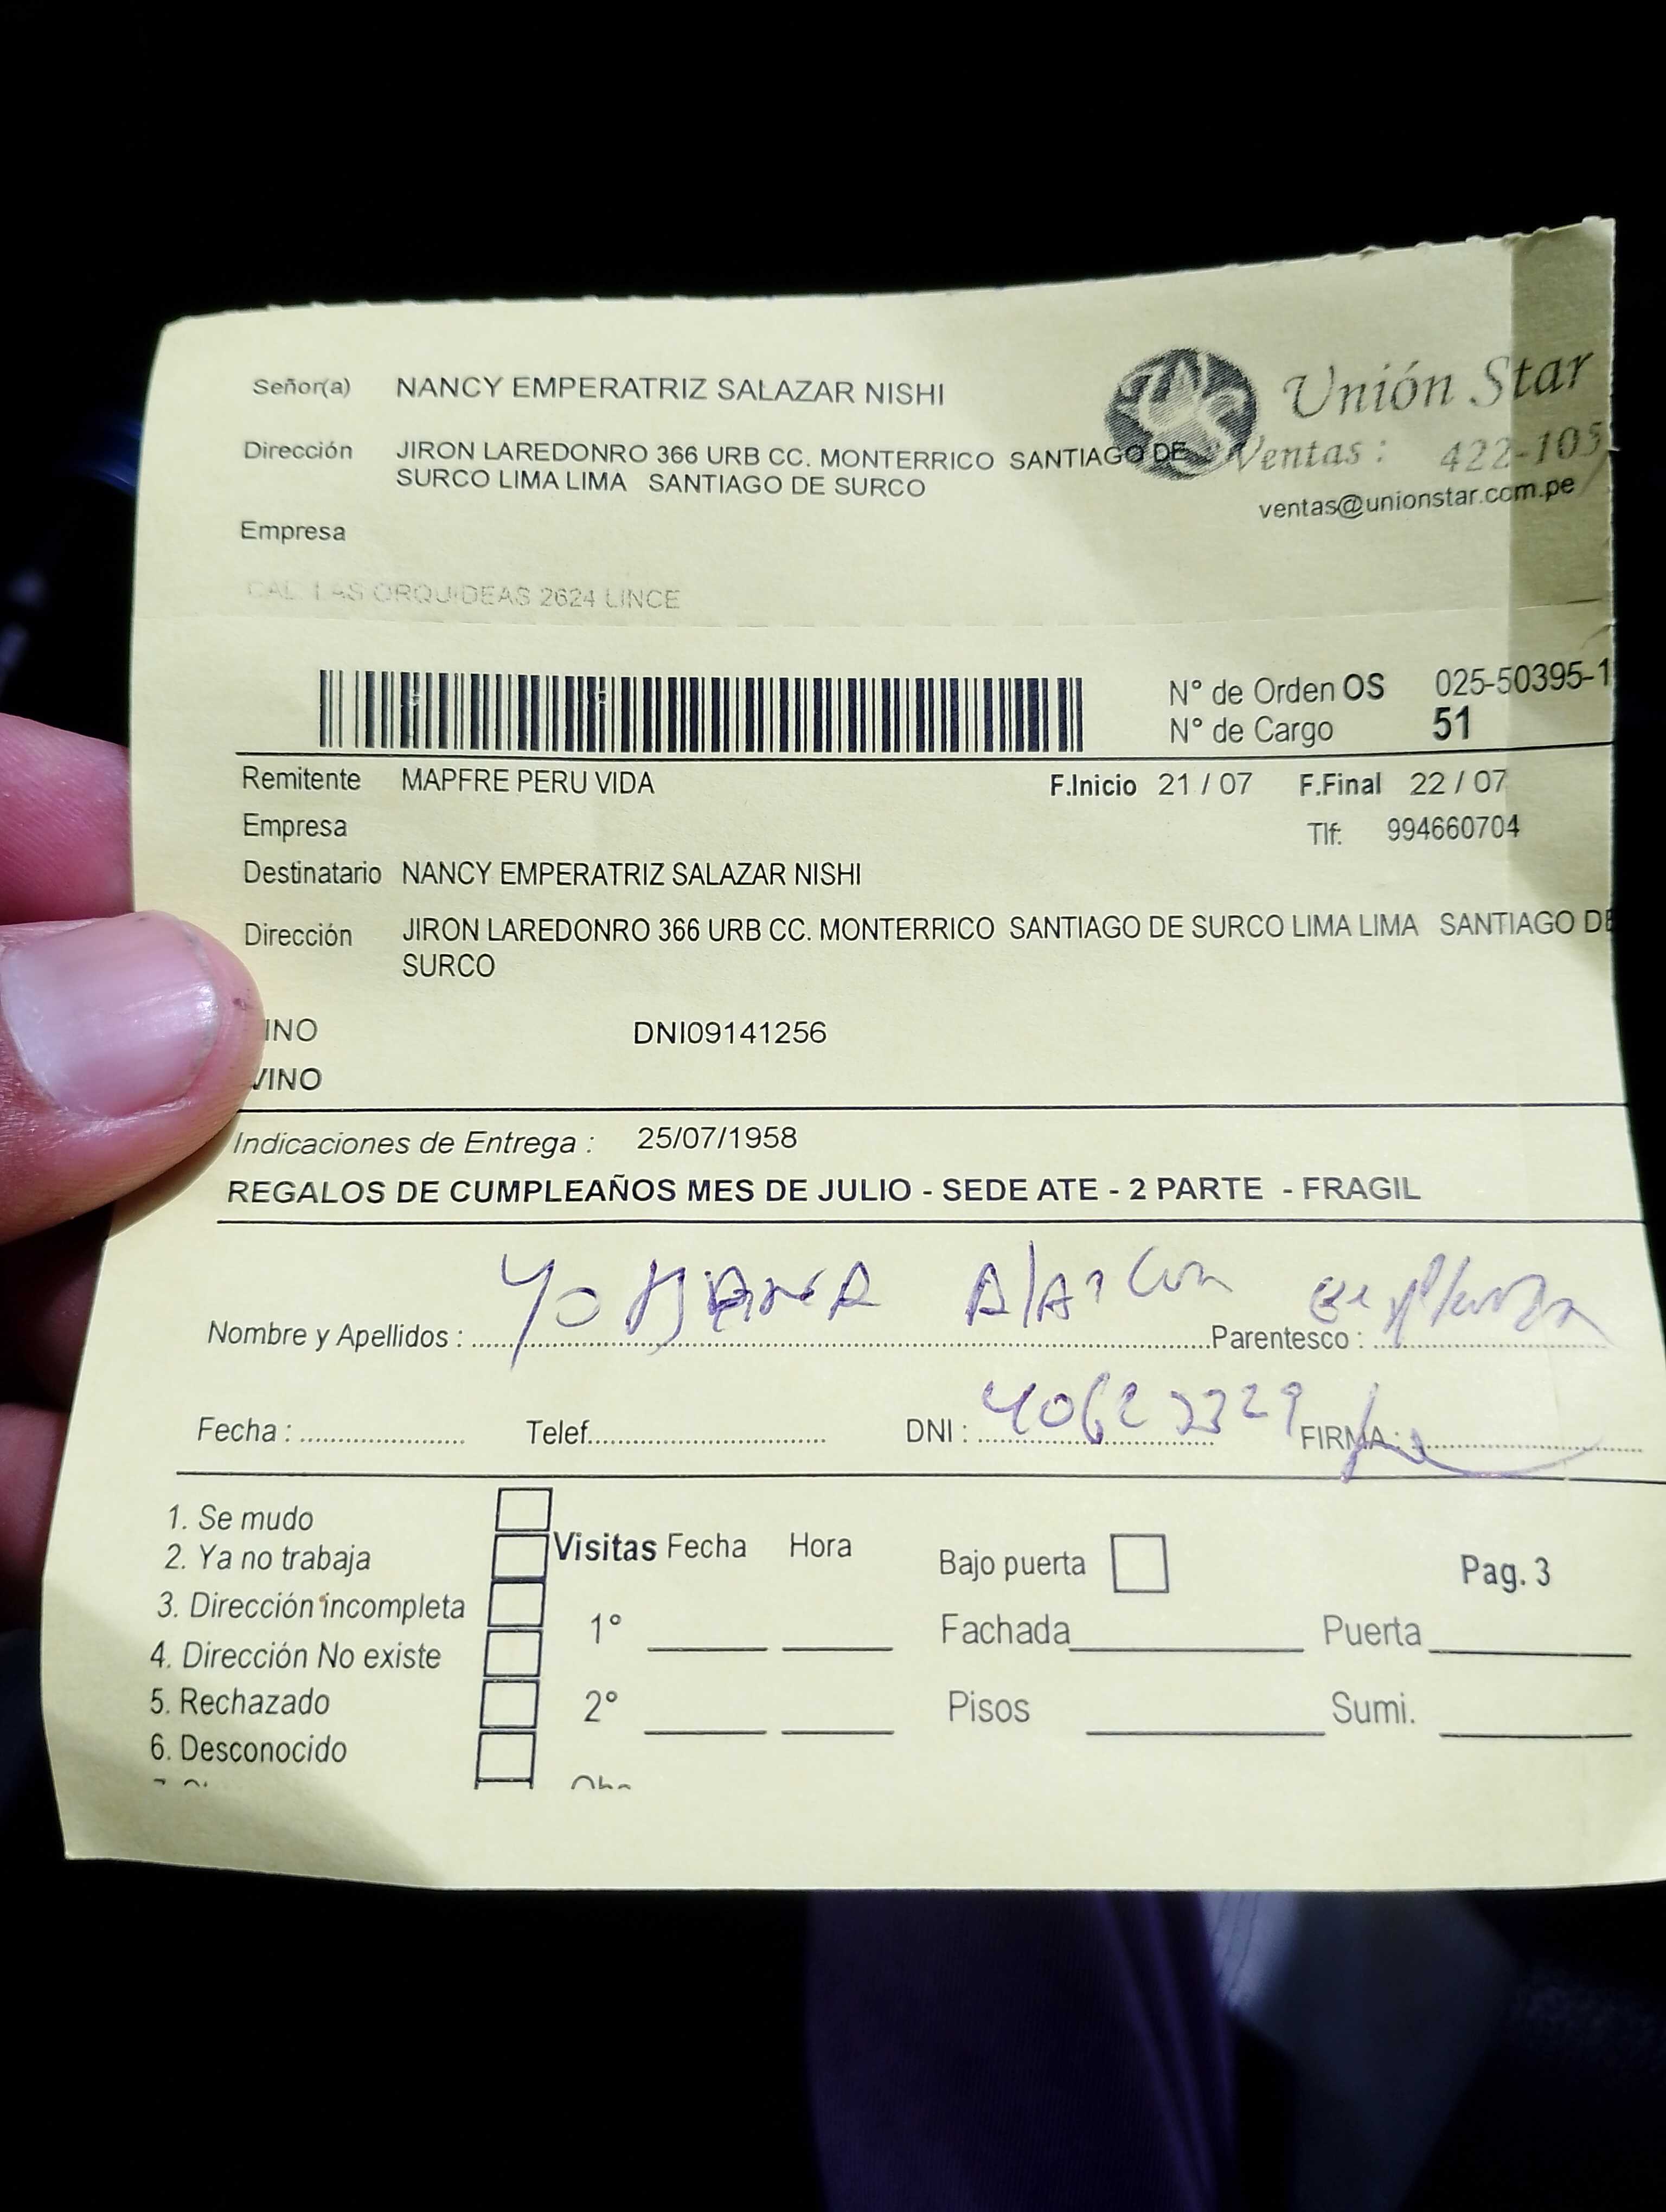 Señor(a) NANCY EMPERATRIZ SALAZAR NISHI
Unión Star
Dirección JIRON LAREDONRO 366 URB CC. MONTERRICO SANTIAGO DE
SURCO LIMA LIMA SANTIAGO DE SURCO
Ventas: 422-105
ventas@unionstar.com.pe
Empresa
CAL. LAS ORQUIDEAS 2624 LINCE
N° de Orden OS 025-50395-1
N° de Cargo 51
Remitente MAPFRE PERU VIDA F.Inicio 21 / 07 F.Final 22 / 07
Empresa Tlf: 994660704
Destinatario NANCY EMPERATRIZ SALAZAR NISHI
Dirección JIRON LAREDONRO 366 URB CC. MONTERRICO SANTIAGO DE SURCO LIMA LIMA SANTIAGO DE
SURCO
INO DNI09141256
VINO
Indicaciones de Entrega : 25/07/1958
REGALOS DE CUMPLEAÑOS MES DE JULIO - SEDE ATE - 2 PARTE - FRAGIL
Nombre y Apellidos : Alarcon Parentesco :
Fecha : Telef. DNI : FIRMA :
1. Se mudo
2. Ya no trabaja
3. Dirección incompleta
4. Dirección No existe
5. Rechazado
6. Desconocido
Visitas Fecha Hora
1°
2°
Bajo puerta Pag. 3
Fachada Puerta
Pisos Sumi.